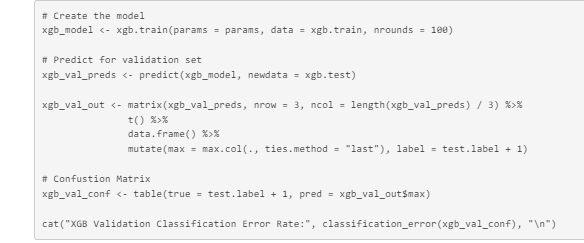 # Create the model
xgb_model <- xgb.train(params = params, data = xgb.train, nrounds = 100)
# Predict for validation set
xgb_val_preds <- predict(xgb_model, newdata = xgb.test)
xgb_val_out <- matrix(xgb_val_preds, nrow = 3, ncol = length(xgb_val_preds) / 3) %>%
t() %>%
data.frame() %>%
mutate(max = max.col(., ties.method = "last"), label = test.label + 1)
# Confustion Matrix
xgb_val_conf <- table(true = test.label + 1, pred = xgb_val_out$max)
cat("XGB Validation Classification Error Rate:", classification_error(xgb_val_conf), "\n")